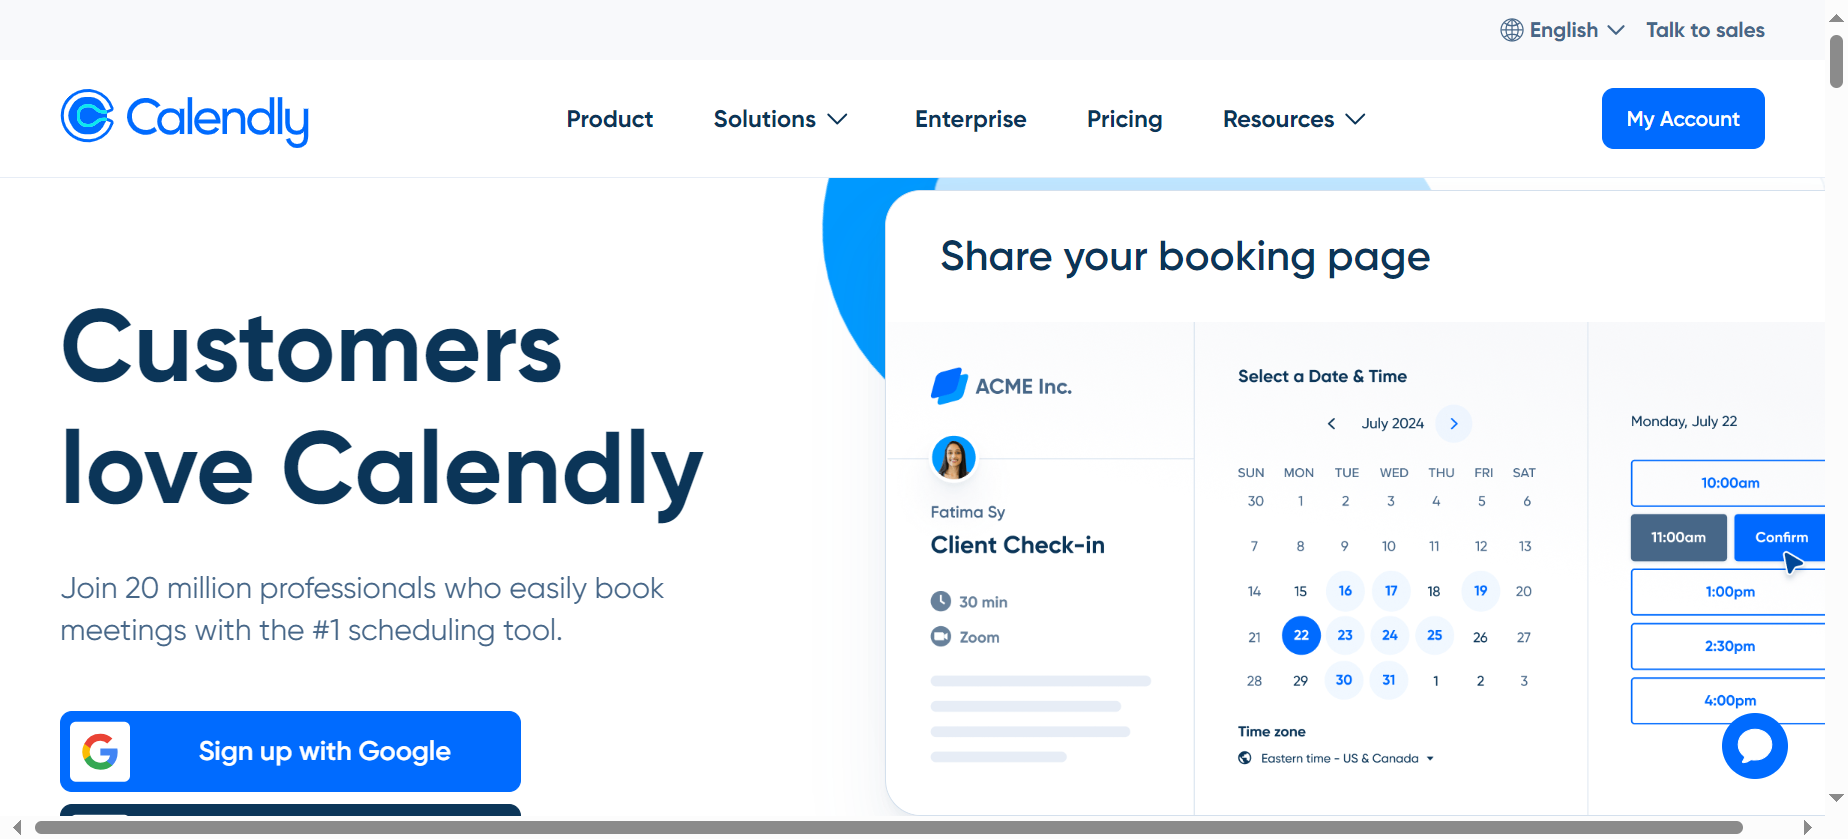 English
Talk to sales
Calendly
Product
Solutions
Enterprise
Pricing
Resources
My Account
Customers
love Calendly
Join 20 million professionals who easily book
meetings with the #1 scheduling tool.
Sign up with Google
Share your booking page
ACME Inc.
Fatima Sy
Client Check-in
30 min
Zoom
Select a Date & Time
July 2024
SUN MON TUE WED THU FRI SAT
30 1 2 3 4 5 6
7 8 9 10 11 12 13
14 15 16 17 18 19 20
21 22 23 24 25 26 27
28 29 30 31 1 2 3
Time zone
Eastern time - US & Canada
Monday, July 22
10:00am
11:00am Confirm
1:00pm
2:30pm
4:00pm